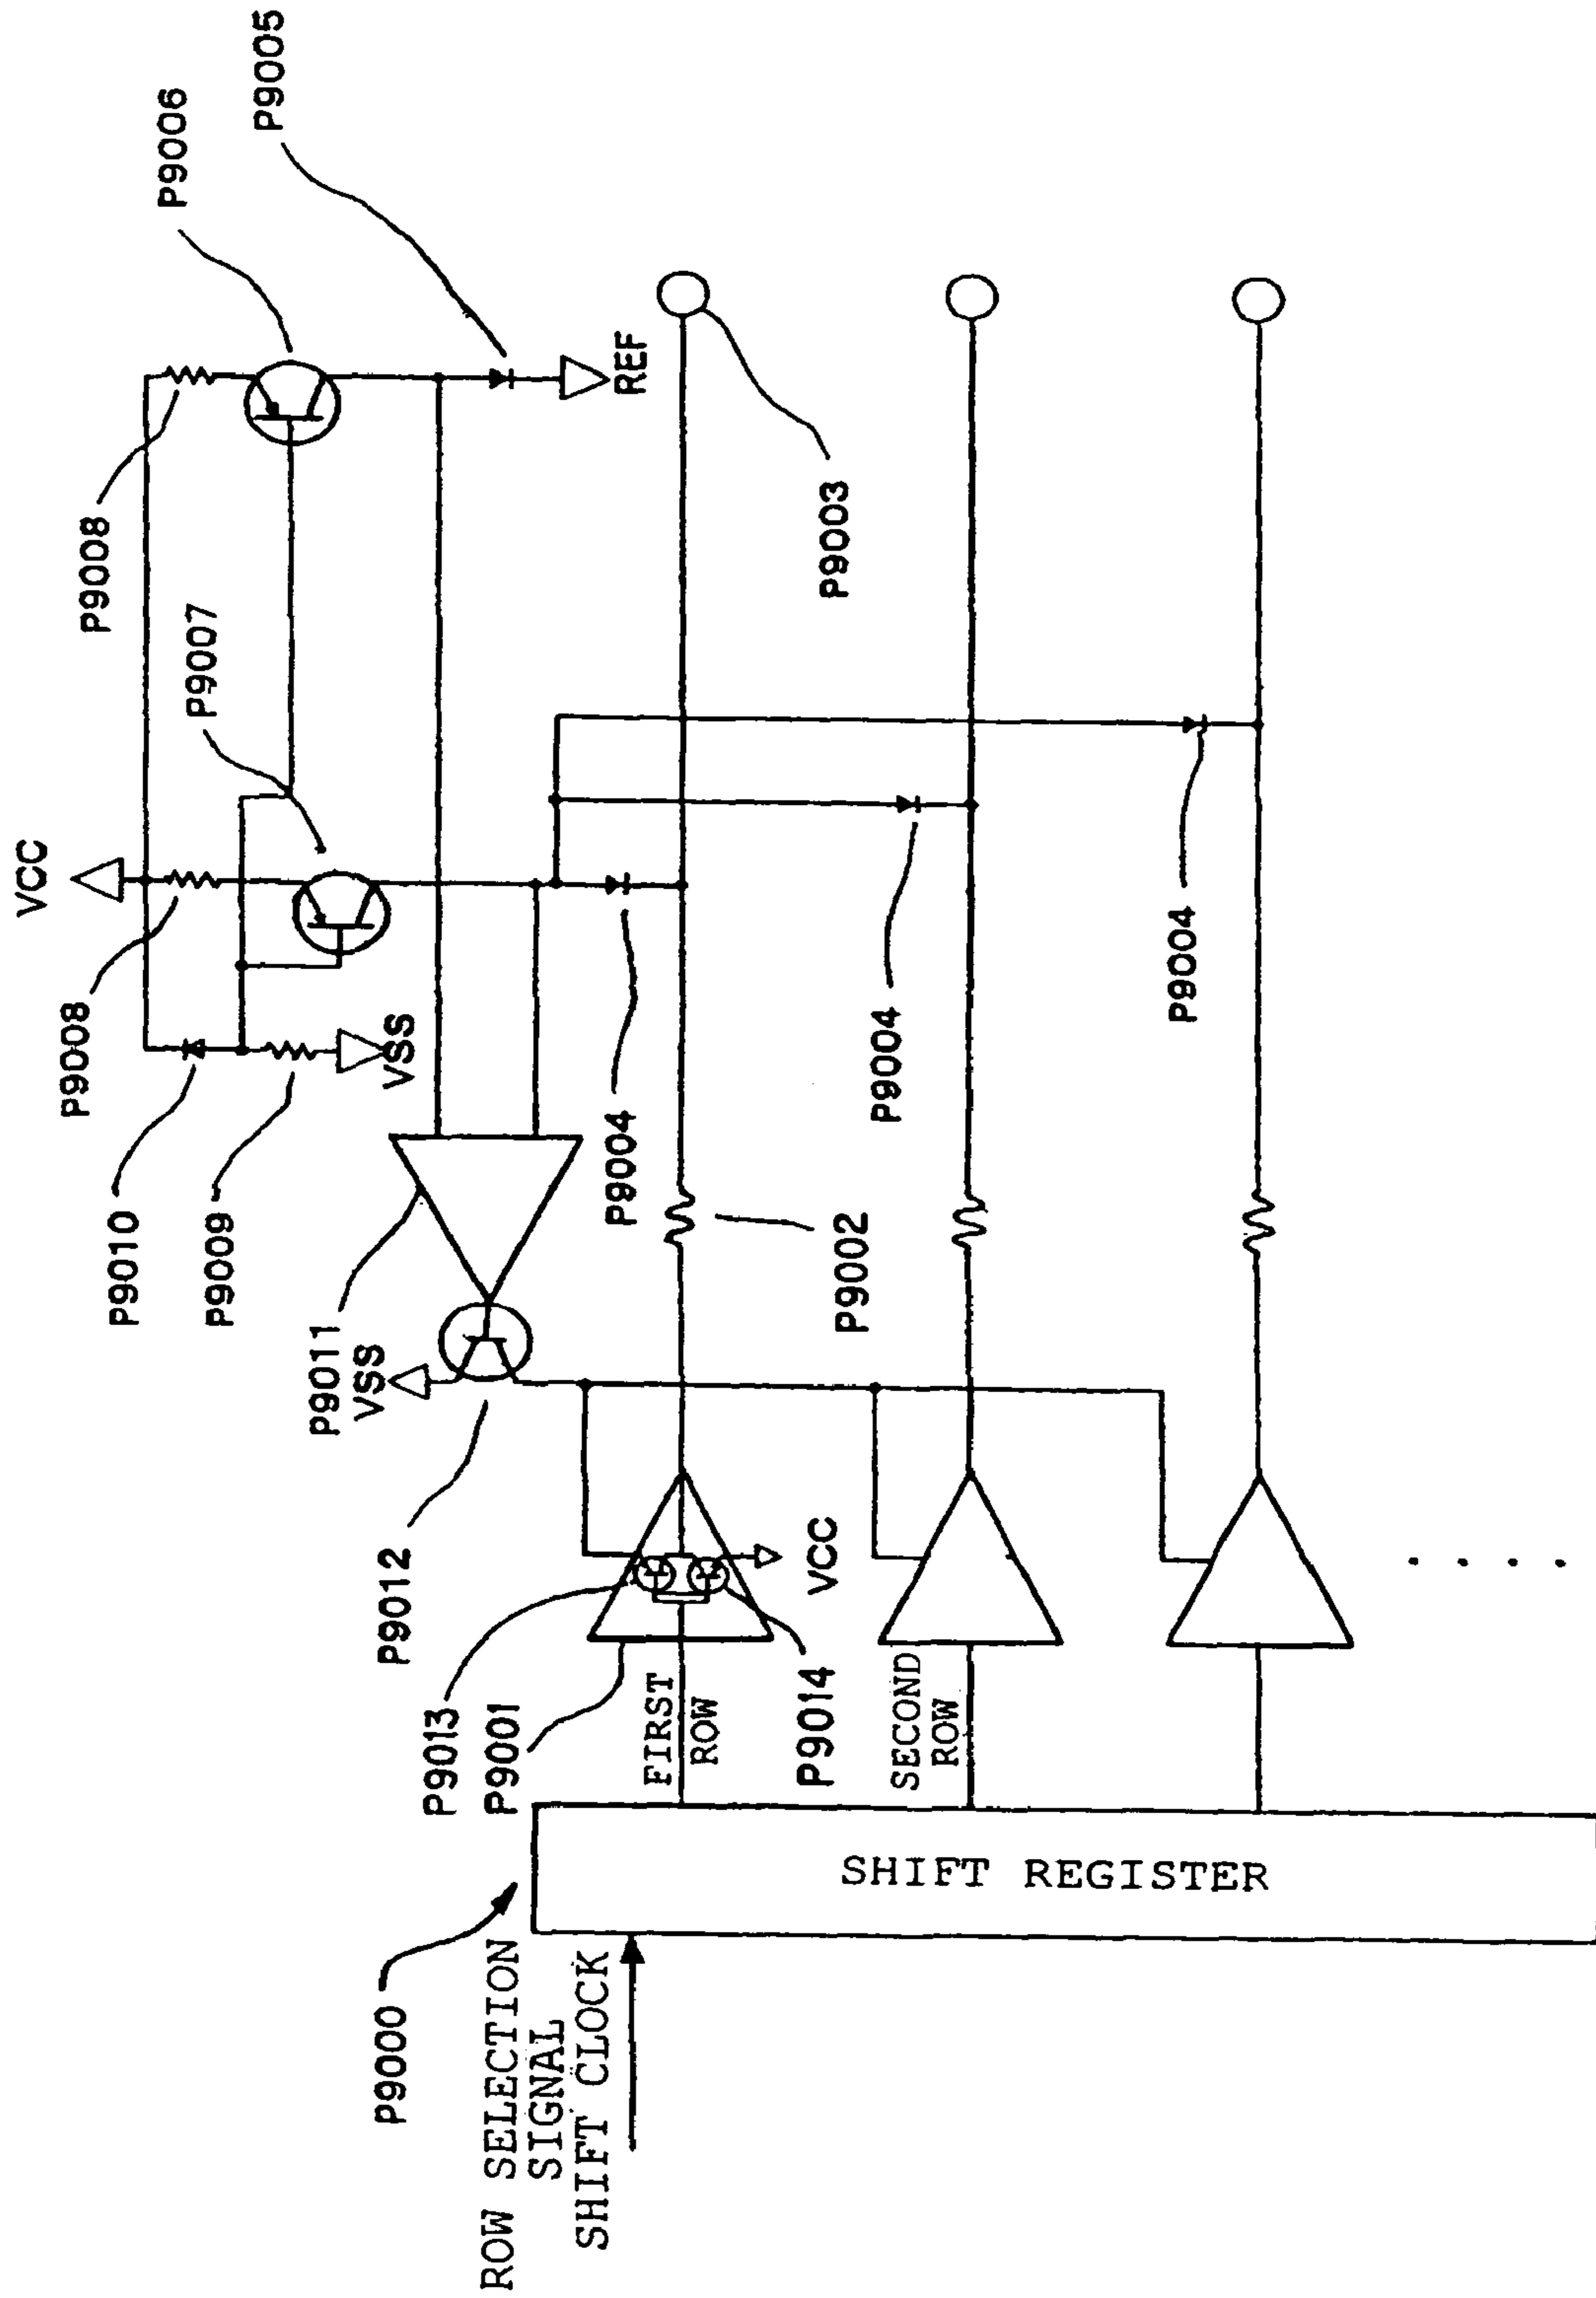 P9005
P9006
P9008
P9007
VCC
P9008
REF
P9003
VSS
P9010
P9009
P9004
P9004
P9004
P9011
VSS
P9002
P9012
VCC
P9013
P9001
FIRST
ROW
P9014
SECOND
ROW
P9000
SHIFT REGISTER
ROW SELECTION
SIGNAL
SHIFT CLOCK